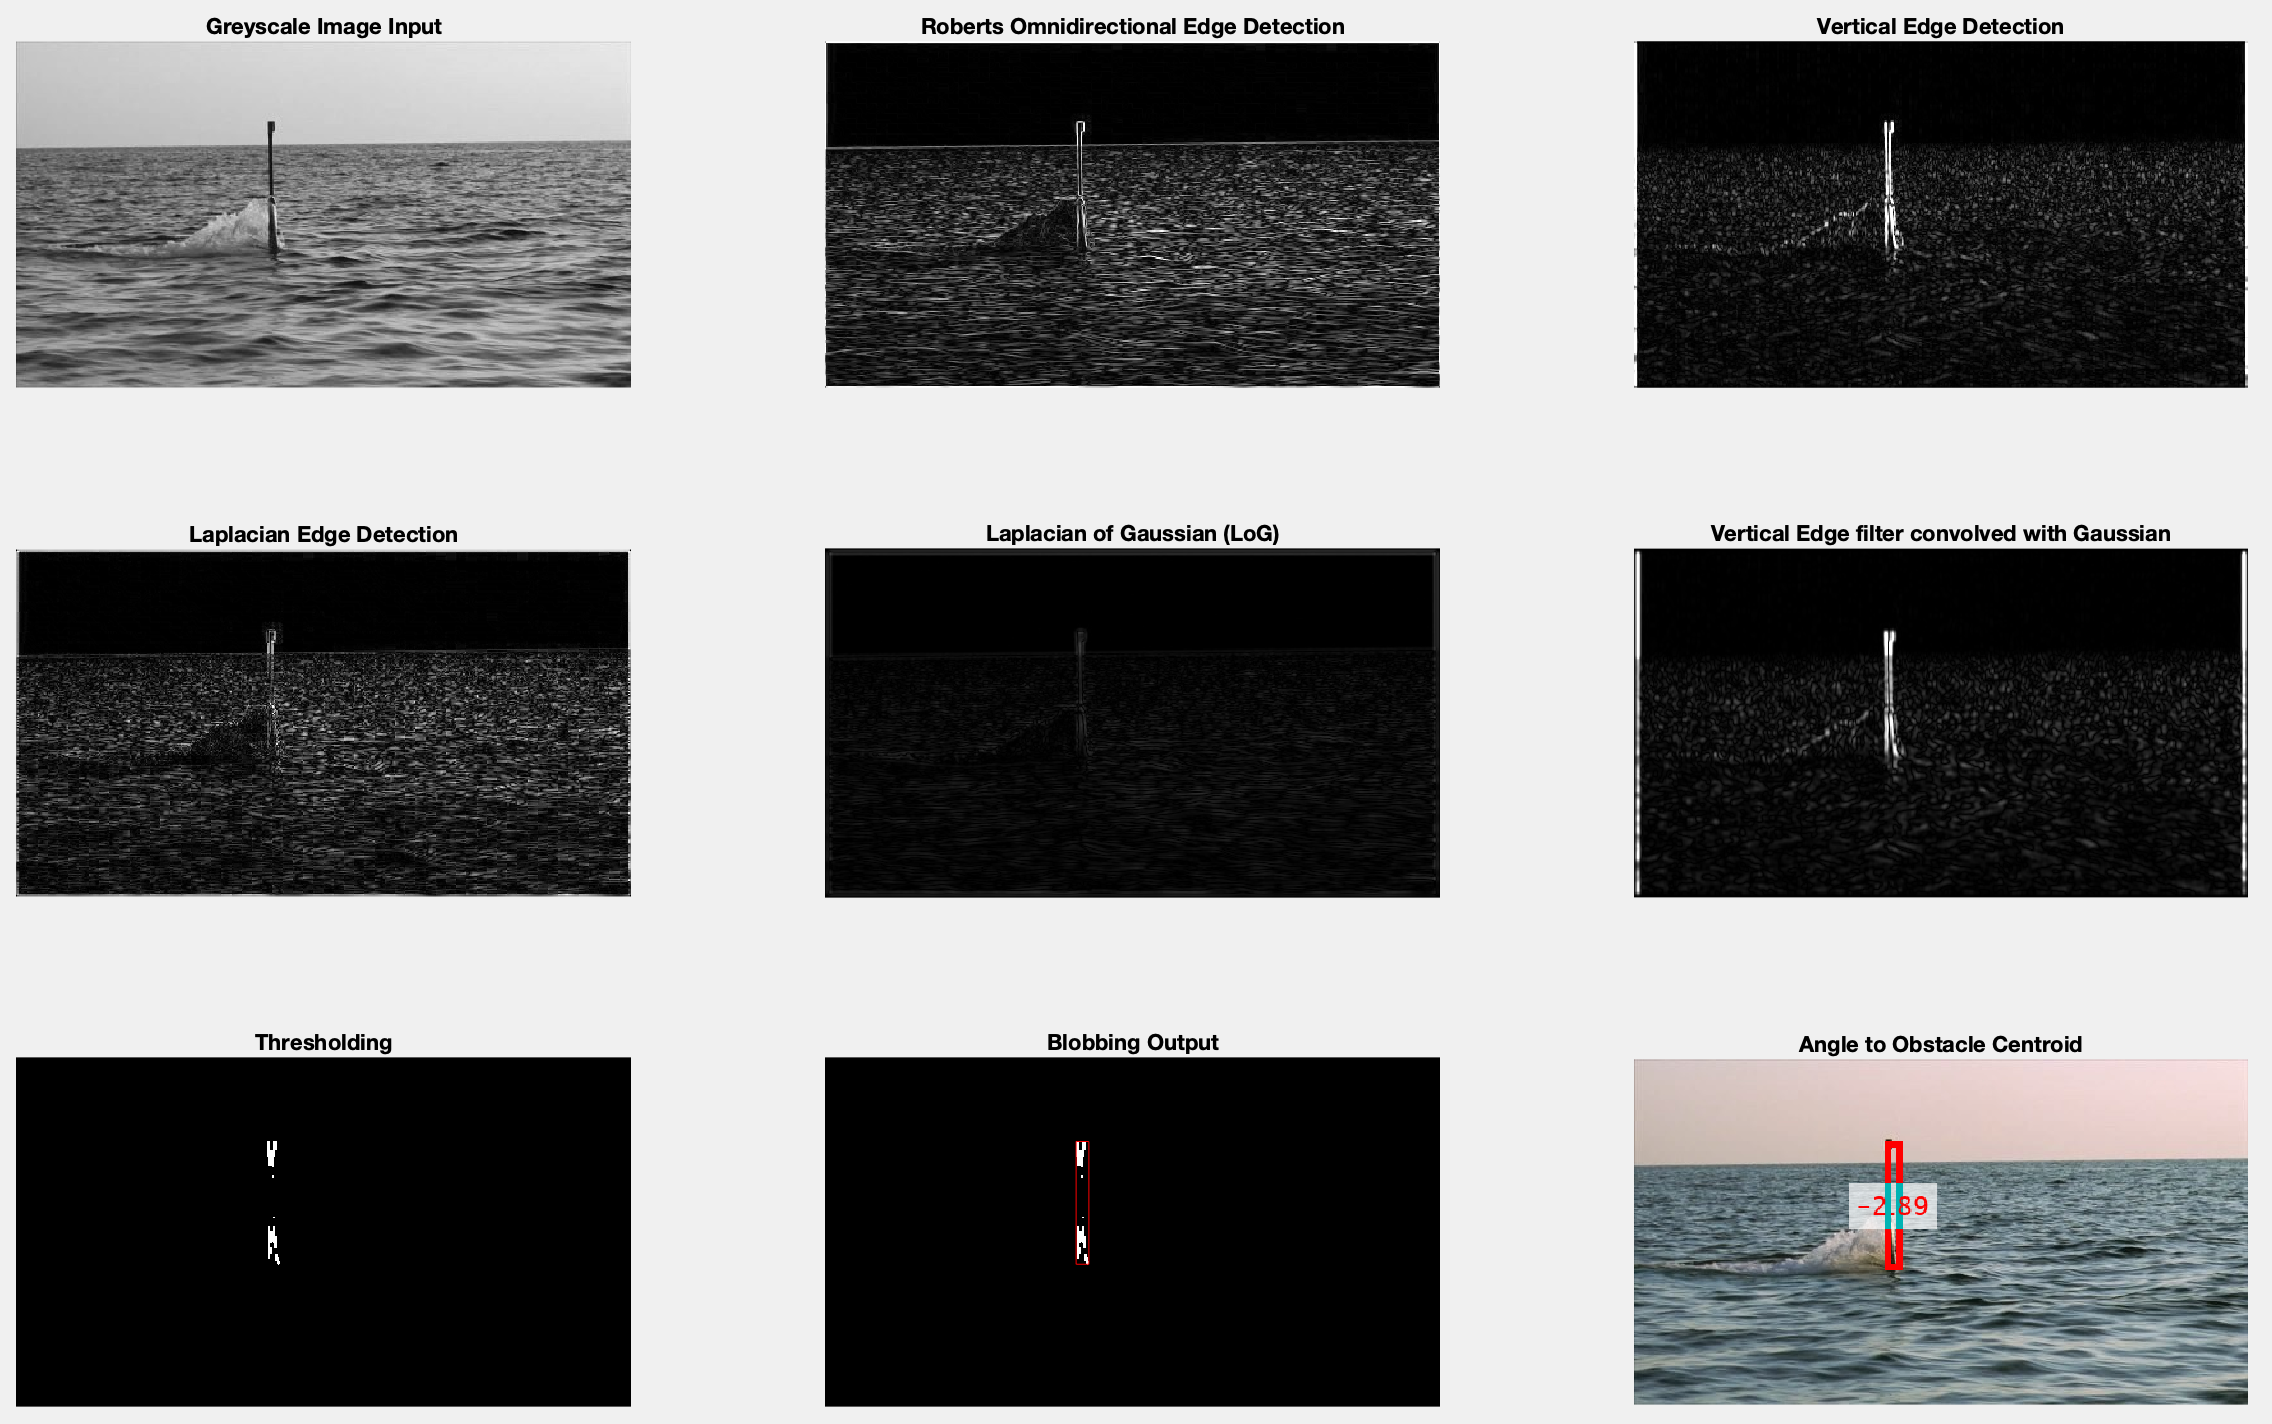 Greyscale Image Input
Roberts Omnidirectional Edge Detection
Vertical Edge Detection
Laplacian Edge Detection
Laplacian of Gaussian (LoG)
Vertical Edge filter convolved with Gaussian
Thresholding
Blobbing Output
Angle to Obstacle Centroid
-2.89